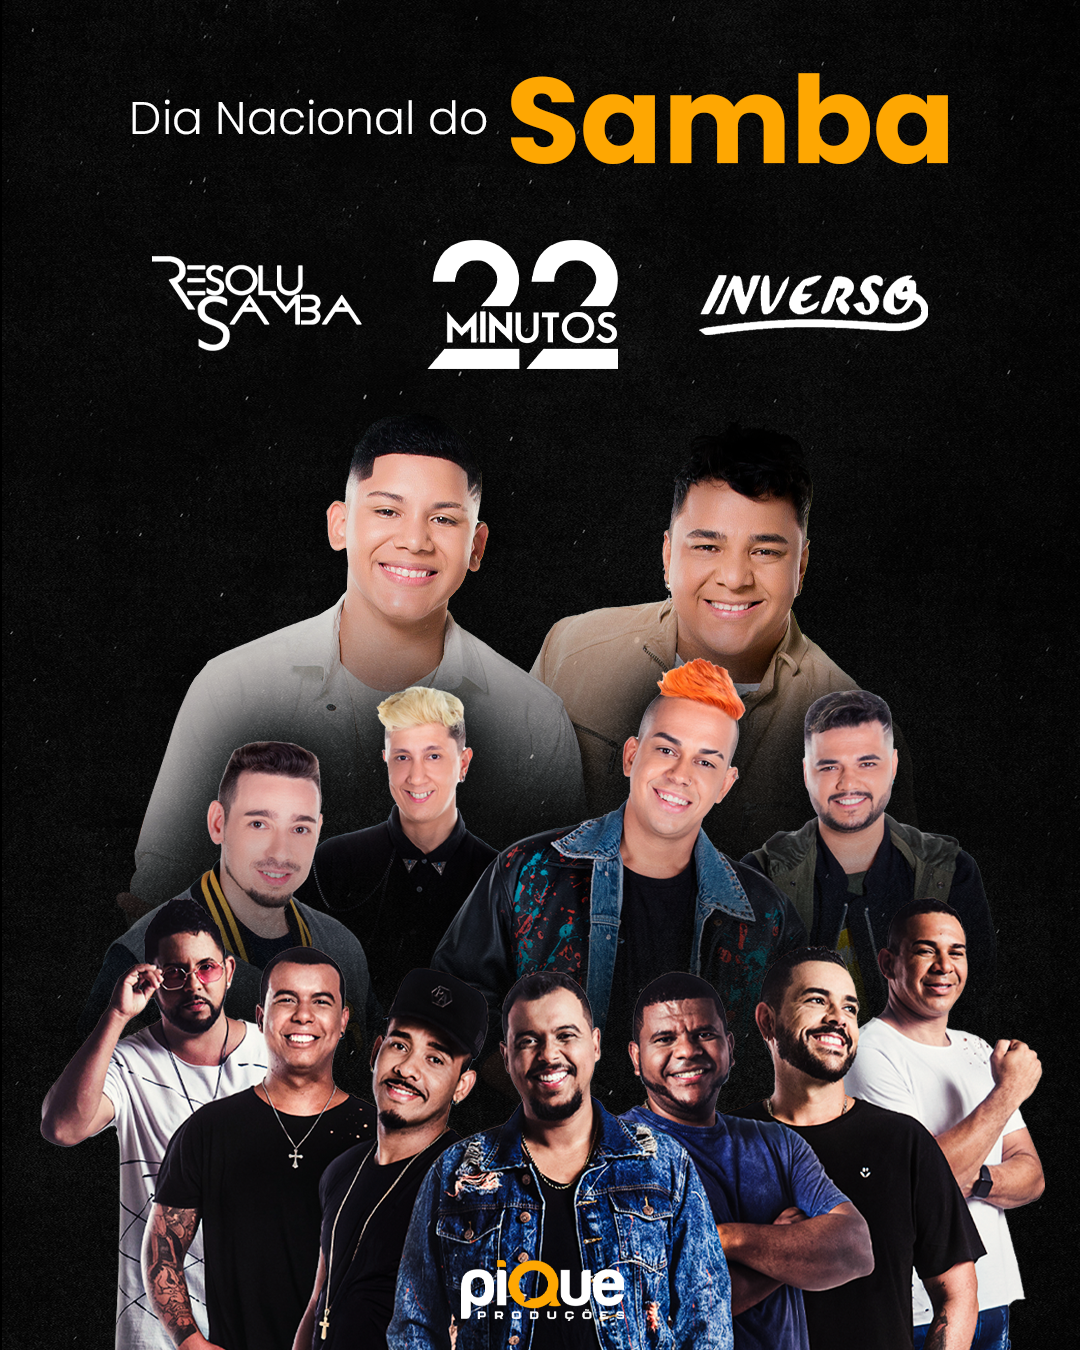 Dia Nacional do Samba
RESOLU
SAMBA
22
MINUTOS
INVERSO
piQue
PRODUÇÕES